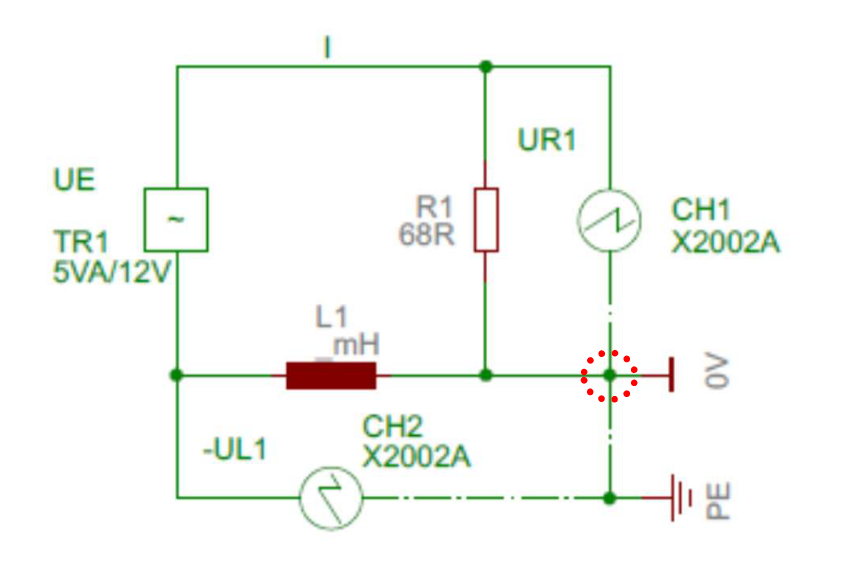 I
UE
~
TR1
5VA/12V
R1
68R
UR1
CH1
X2002A
L1
_mH
0V
-UL1
CH2
X2002A
PE